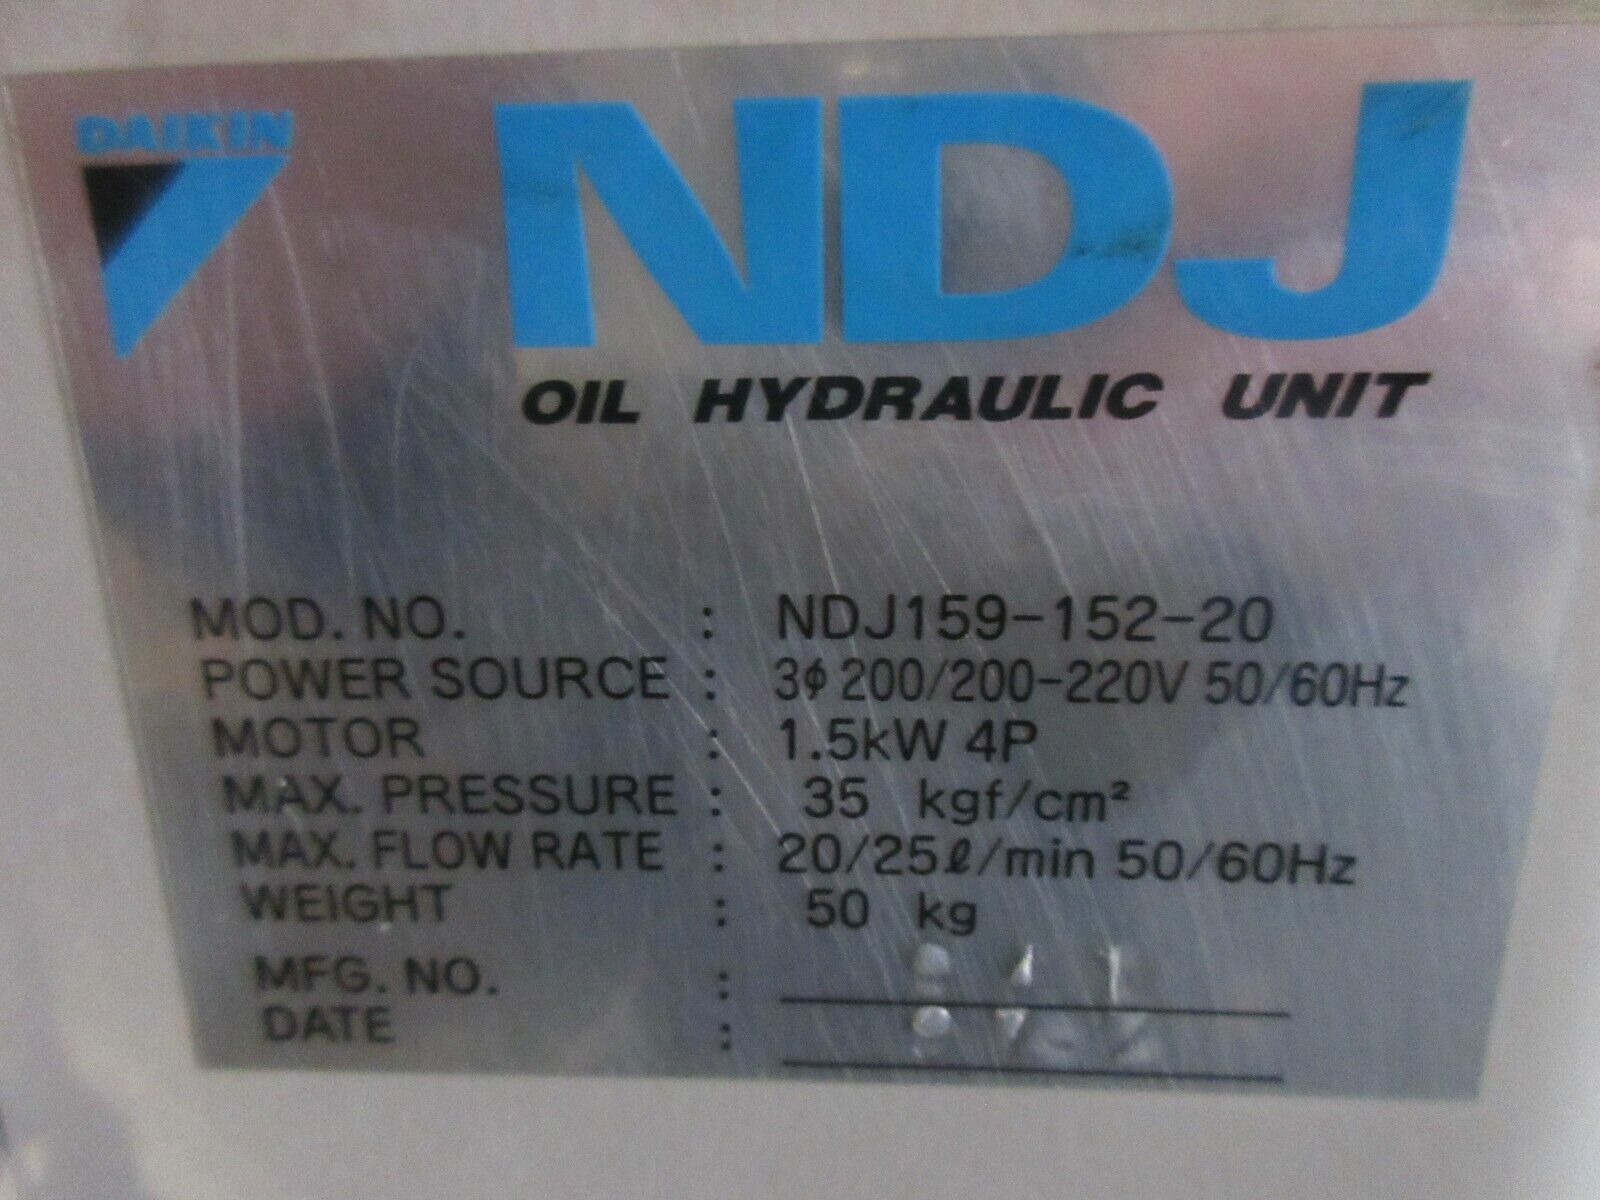 DAIKIN
NDJ
OIL HYDRAULIC UNIT
MOD. NO. : NDJ159-152-20
POWER SOURCE : 3φ 200/200-220V 50/60Hz
MOTOR : 1.5kW 4P
MAX. PRESSURE : 35 kgf/cm²
MAX. FLOW RATE : 20/25ℓ/min 50/60Hz
WEIGHT : 50 kg
MFG. NO. :
DATE :